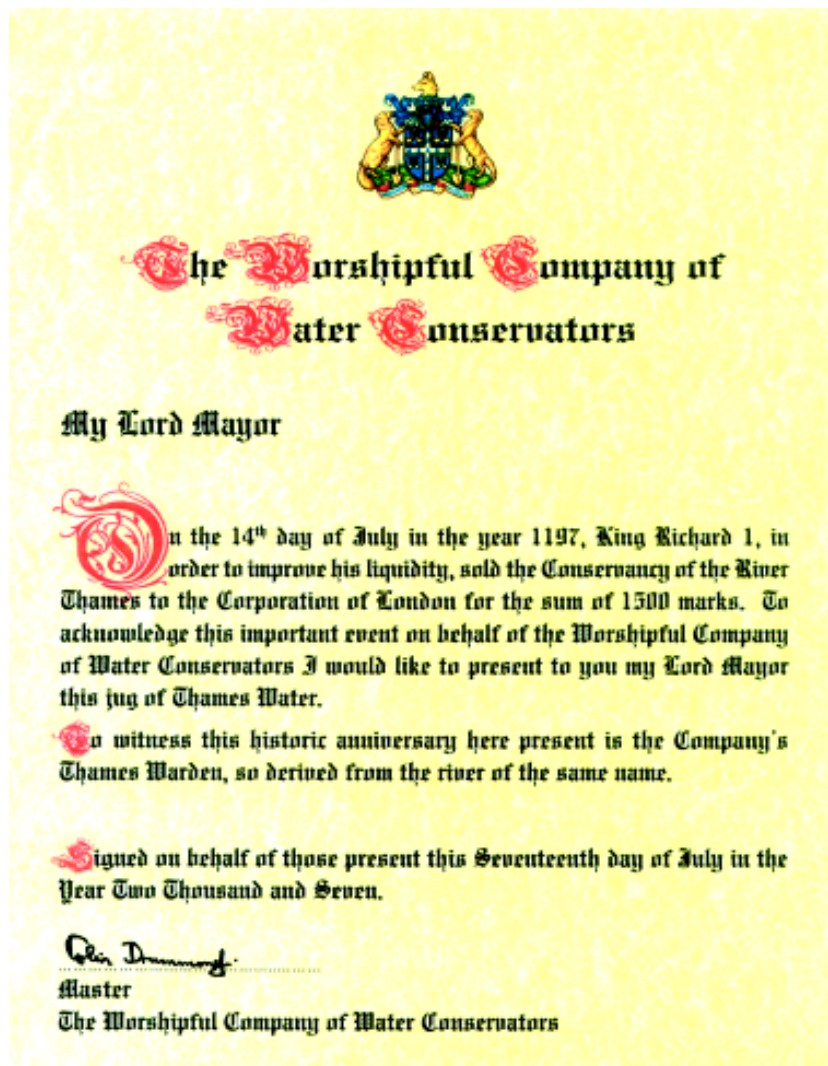 The Worshipful Company of
Water Conservators
My Lord Mayor
On the 14th day of July in the year 1197, King Richard 1, in
order to improve his liquidity, sold the Conservancy of the River
Thames to the Corporation of London for the sum of 1500 marks. To
acknowledge this important event on behalf of the Worshipful Company
of Water Conservators I would like to present to you my Lord Mayor
this jug of Thames Water.
To witness this historic anniversary here present is the Company's
Thames Warden, so derived from the river of the same name.
Signed on behalf of those present this Seventeenth day of July in the
Year Two Thousand and Seven.
Colin Drummond
Master
The Worshipful Company of Water Conservators